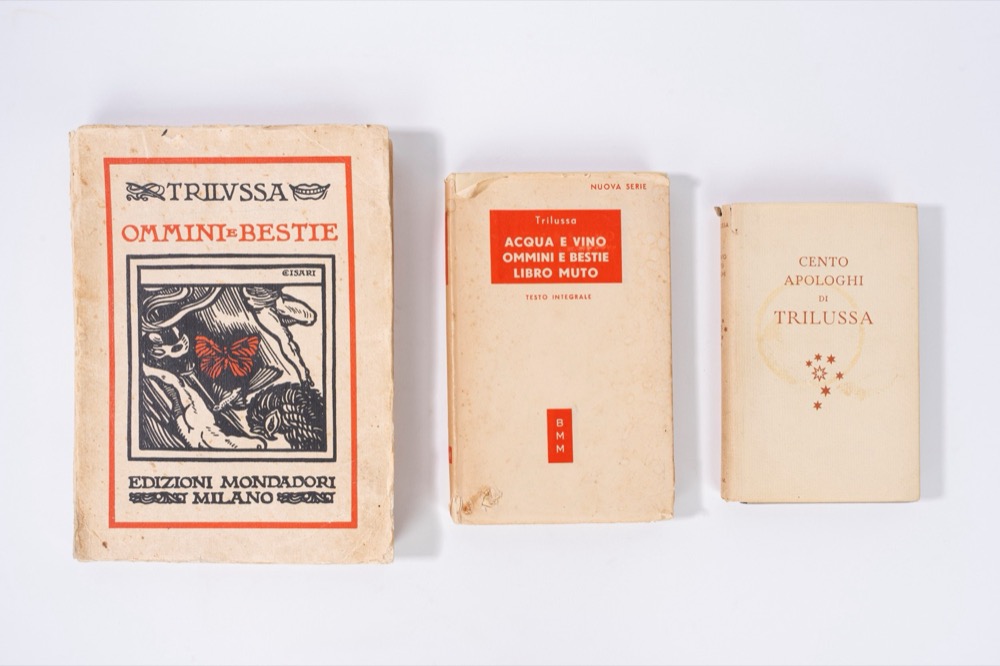 TRILVSSA
OMMINI E BESTIE
CISARI
EDIZIONI MONDADORI
MILANO
NUOVA SERIE
Trilussa
ACQUA E VINO
OMMINI E BESTIE
LIBRO MUTO
TESTO INTEGRALE
B
M
M
CENTO
APOLOGHI
DI
TRILUSSA